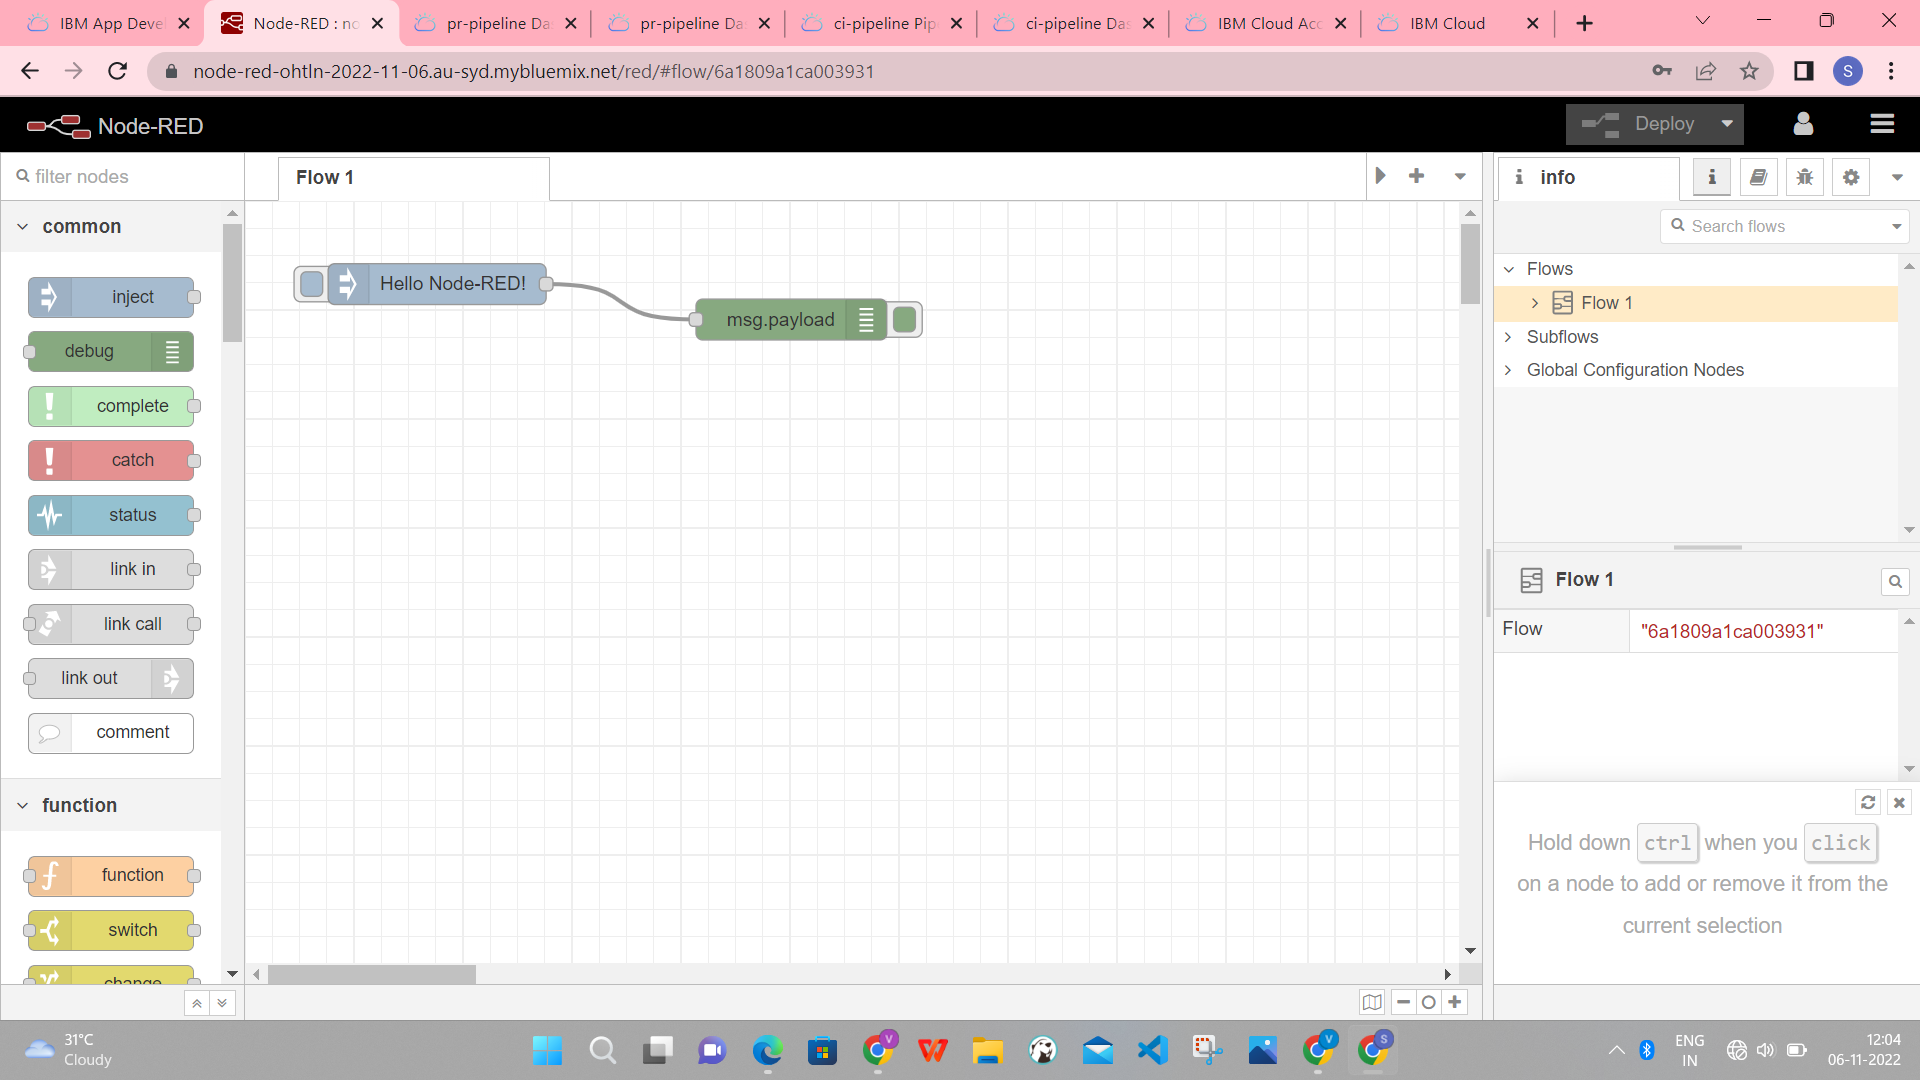 IBM App Devel
Node-RED : no
pr-pipeline Das
pr-pipeline Das
ci-pipeline Pip
ci-pipeline Das
IBM Cloud Acc
IBM Cloud
node-red-ohtln-2022-11-06.au-syd.mybluemix.net/red/#flow/6a1809a1ca003931
S
Node-RED
Deploy
filter nodes
Flow 1
info
common
Search flows
inject
debug
complete
catch
status
link in
link call
link out
comment
function
function
switch
change
Hello Node-RED!
msg.payload
Flows
Flow 1
Subflows
Global Configuration Nodes
Flow 1
Flow
"6a1809a1ca003931"
Hold down ctrl when you click
on a node to add or remove it from the
current selection
31°C
Cloudy
V
V
S
ENG
IN
12:04
06-11-2022